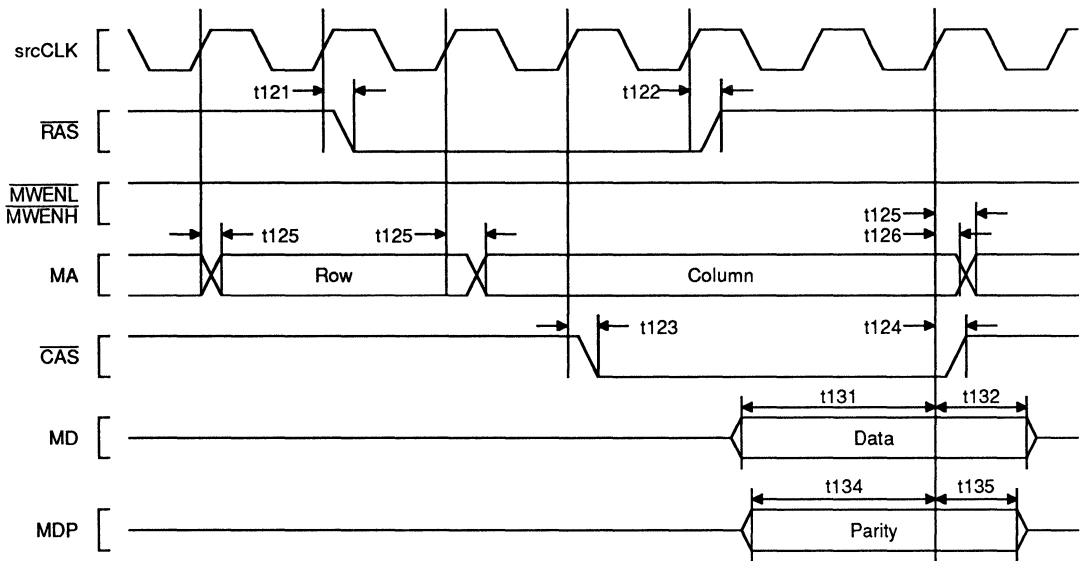 srcCLK
t121
t122
RAS
MWENL
MWENH
t125
t125
t125
t126
MA
Row
Column
t123
t124
CAS
t131
t132
MD
Data
t134
t135
MDP
Parity